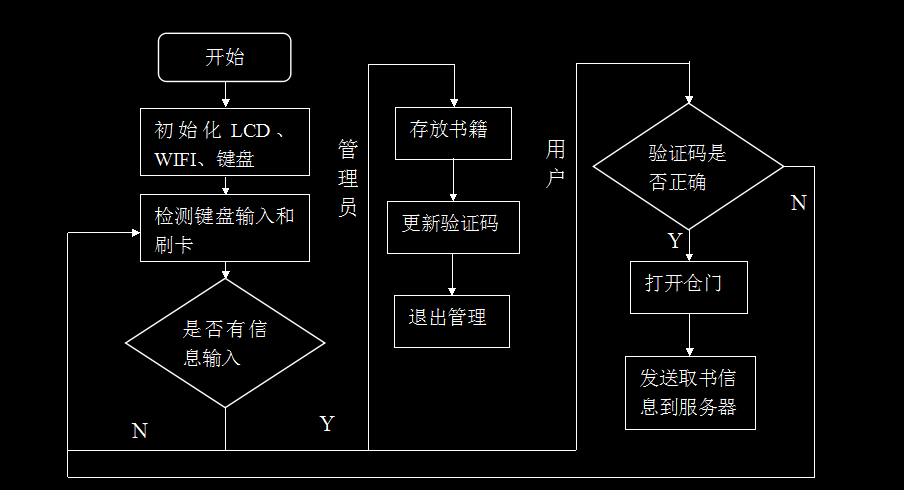 开始
初始化 LCD、
WIFI、键盘
检测键盘输入和
刷卡
是否有信
息输入
N
Y
管
理
员
存放书籍
更新验证码
退出管理
用
户
验证码是
否正确
N
Y
打开仓门
发送取书信
息到服务器